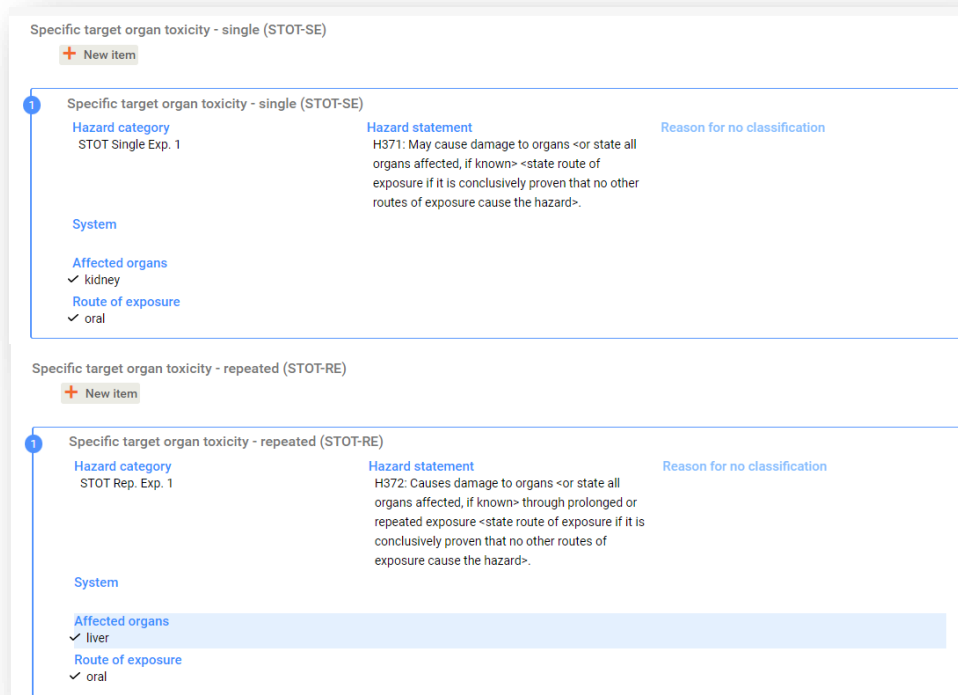 Specific target organ toxicity - single (STOT-SE)
New item
1
Specific target organ toxicity - single (STOT-SE)
Hazard category
STOT Single Exp. 1
Hazard statement
H371: May cause damage to organs <or state all
organs affected, if known> <state route of
exposure if it is conclusively proven that no other
routes of exposure cause the hazard>.
Reason for no classification
System
Affected organs
kidney
Route of exposure
oral
Specific target organ toxicity - repeated (STOT-RE)
New item
1
Specific target organ toxicity - repeated (STOT-RE)
Hazard category
STOT Rep. Exp. 1
Hazard statement
H372: Causes damage to organs <or state all
organs affected, if known> through prolonged or
repeated exposure <state route of exposure if it is
conclusively proven that no other routes of
exposure cause the hazard>.
Reason for no classification
System
Affected organs
liver
Route of exposure
oral